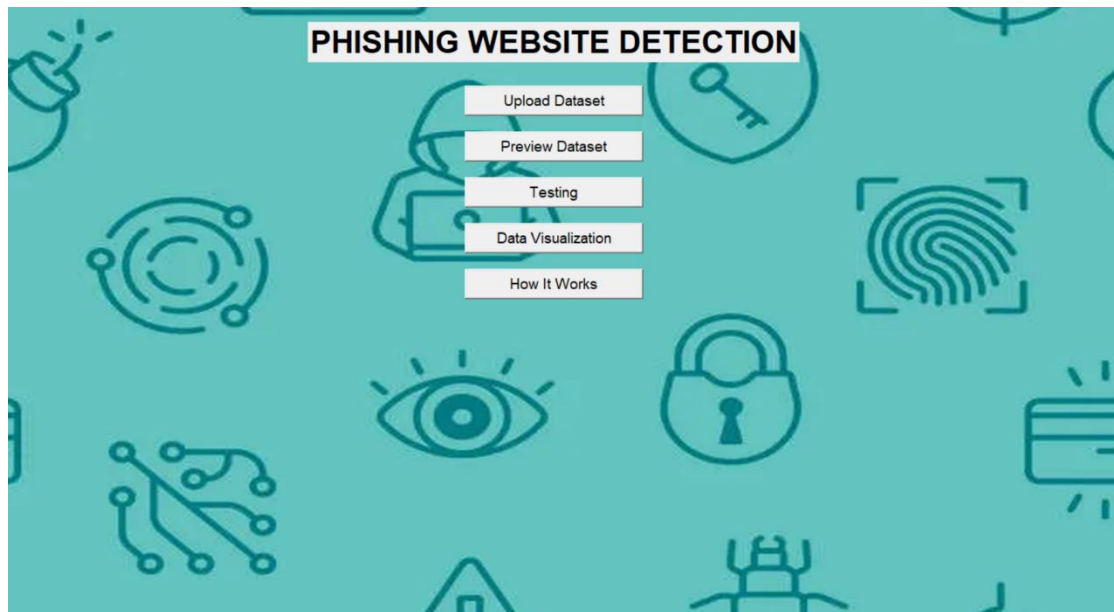 PHISHING WEBSITE DETECTION
Upload Dataset
Preview Dataset
Testing
Data Visualization
How It Works